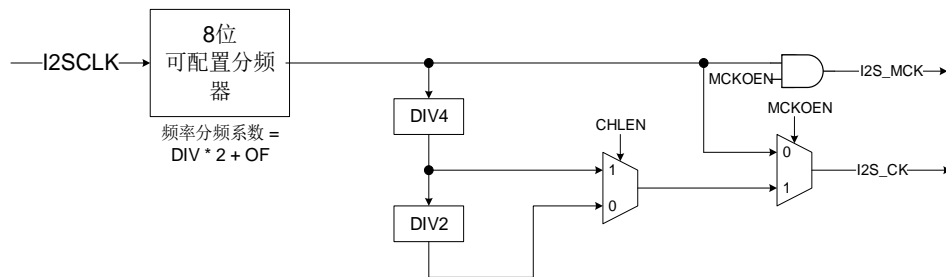 I2SCLK
8位
可配置分频
器
频率分频系数 =
DIV * 2 + OF
DIV4
DIV2
CHLEN
1
0
MCKOEN
I2S_MCK
MCKOEN
0
1
I2S_CK